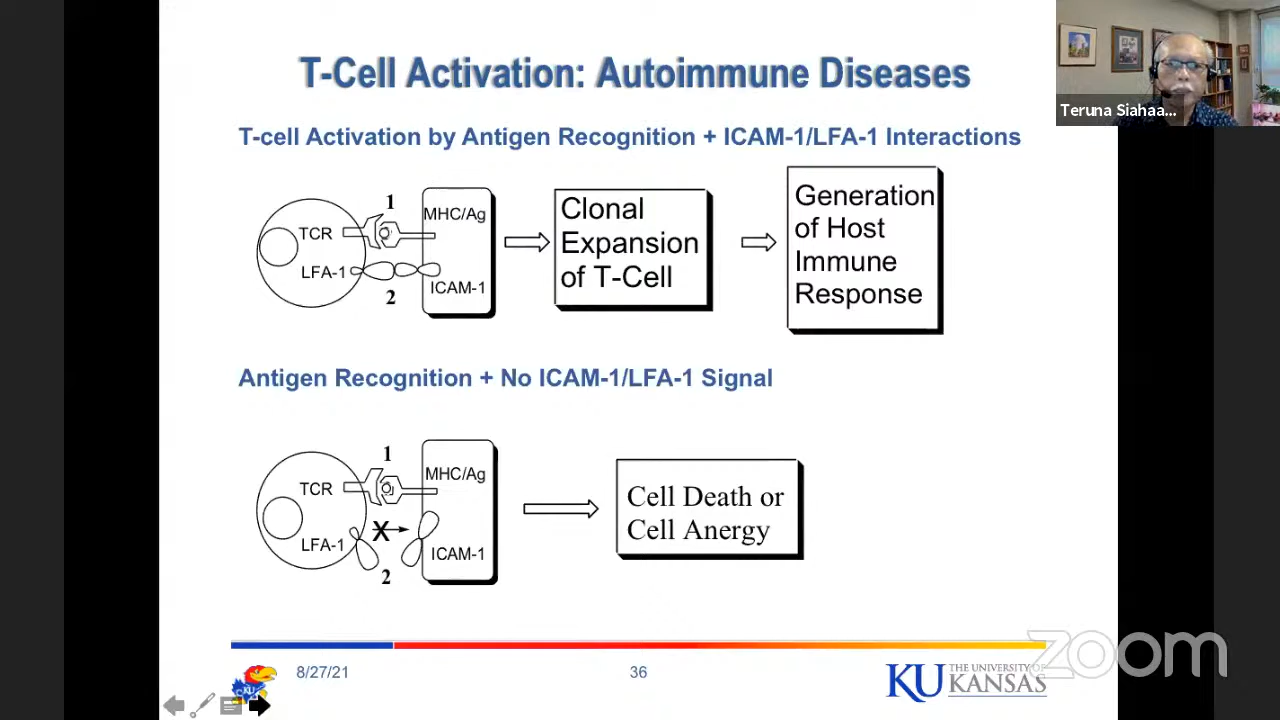 T-Cell Activation: Autoimmune Diseases
Teruna Siahaa...
T-cell Activation by Antigen Recognition + ICAM-1/LFA-1 Interactions
1
TCR
MHC/Ag
LFA-1
ICAM-1
2
Clonal
Expansion
of T-Cell
Generation
of Host
Immune
Response
Antigen Recognition + No ICAM-1/LFA-1 Signal
1
TCR
MHC/Ag
X
LFA-1
ICAM-1
2
Cell Death or
Cell Anergy
8/27/21
36
KU
KU
THE UNIVERSITY OF
KANSAS
zoom